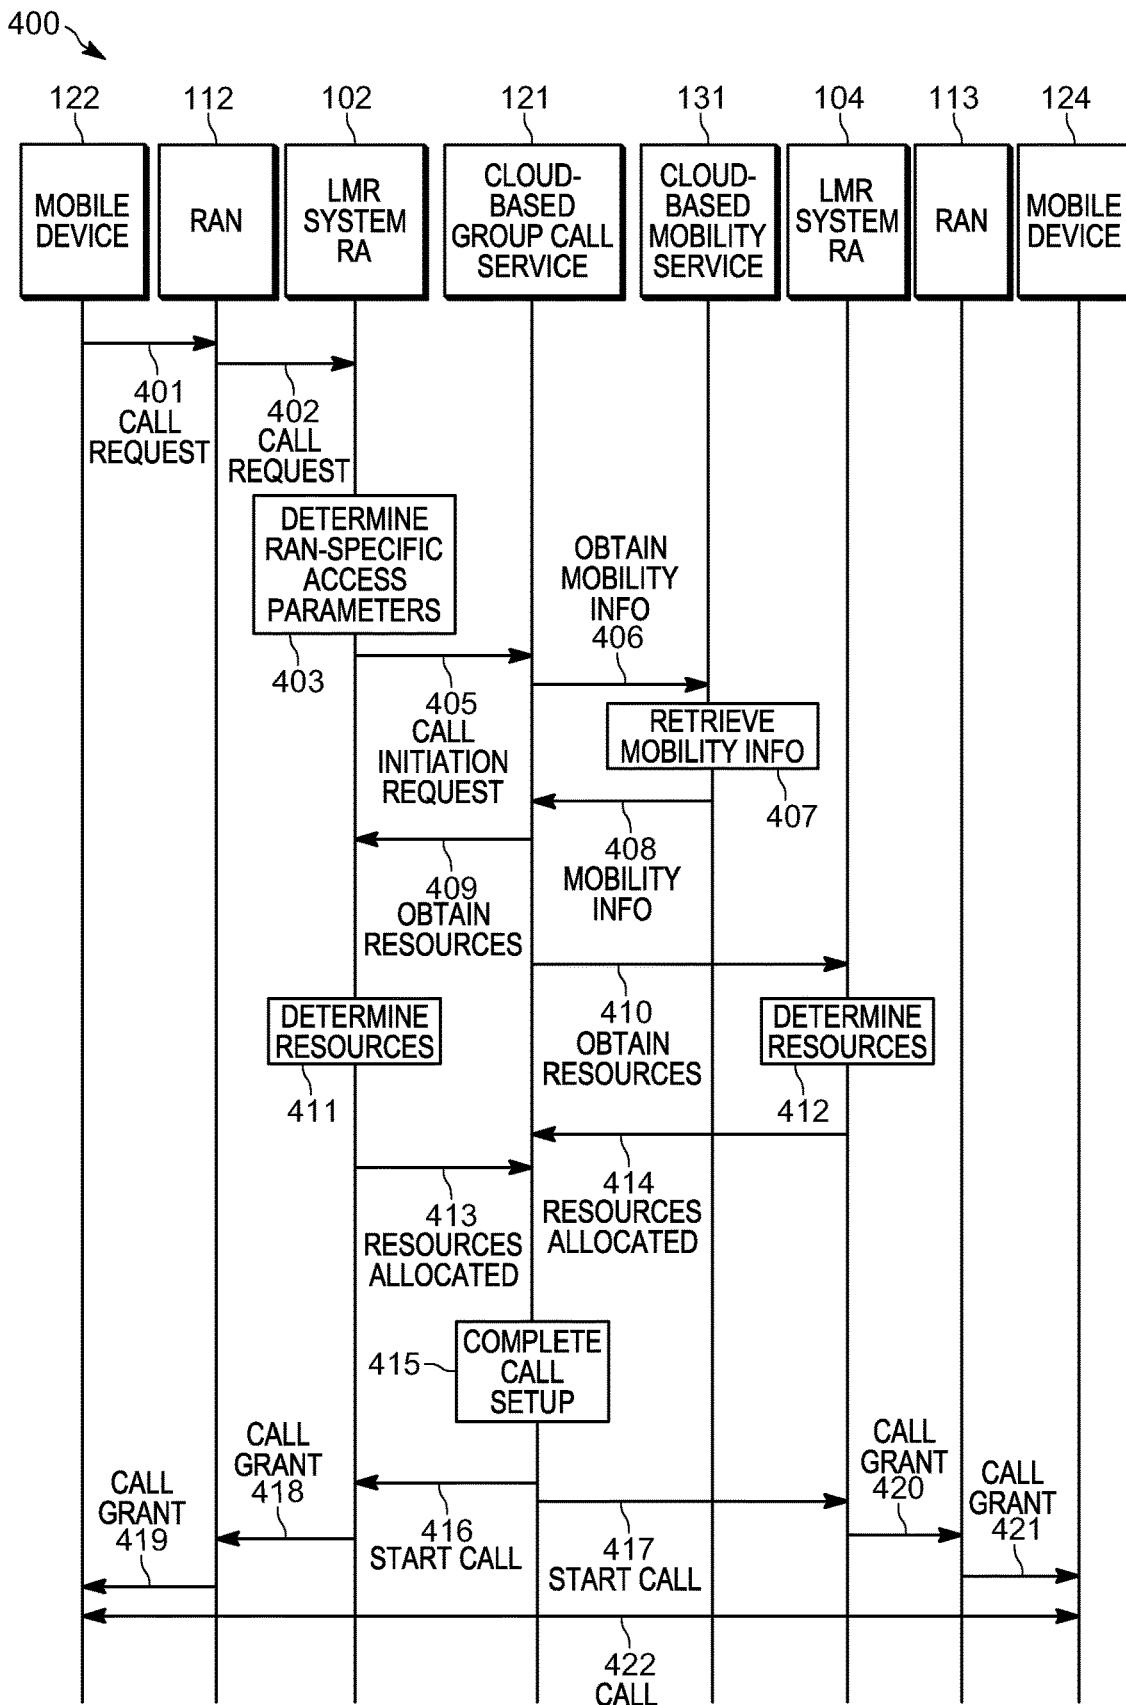 400
122
112
102
121
131
104
113
124
MOBILE
DEVICE
RAN
LMR
SYSTEM
RA
CLOUD-
BASED
GROUP CALL
SERVICE
CLOUD-
BASED
MOBILITY
SERVICE
LMR
SYSTEM
RA
RAN
MOBILE
DEVICE
401
CALL
REQUEST
402
CALL
REQUEST
DETERMINE
RAN-SPECIFIC
ACCESS
PARAMETERS
403
405
CALL
INITIATION
REQUEST
OBTAIN
MOBILITY
INFO
406
RETRIEVE
MOBILITY INFO
407
408
MOBILITY
INFO
409
OBTAIN
RESOURCES
410
OBTAIN
RESOURCES
DETERMINE
RESOURCES
411
DETERMINE
RESOURCES
412
413
RESOURCES
ALLOCATED
414
RESOURCES
ALLOCATED
COMPLETE
CALL
SETUP
415
416
START CALL
417
START CALL
CALL
GRANT
418
CALL
GRANT
419
CALL
GRANT
420
CALL
GRANT
421
422
CALL